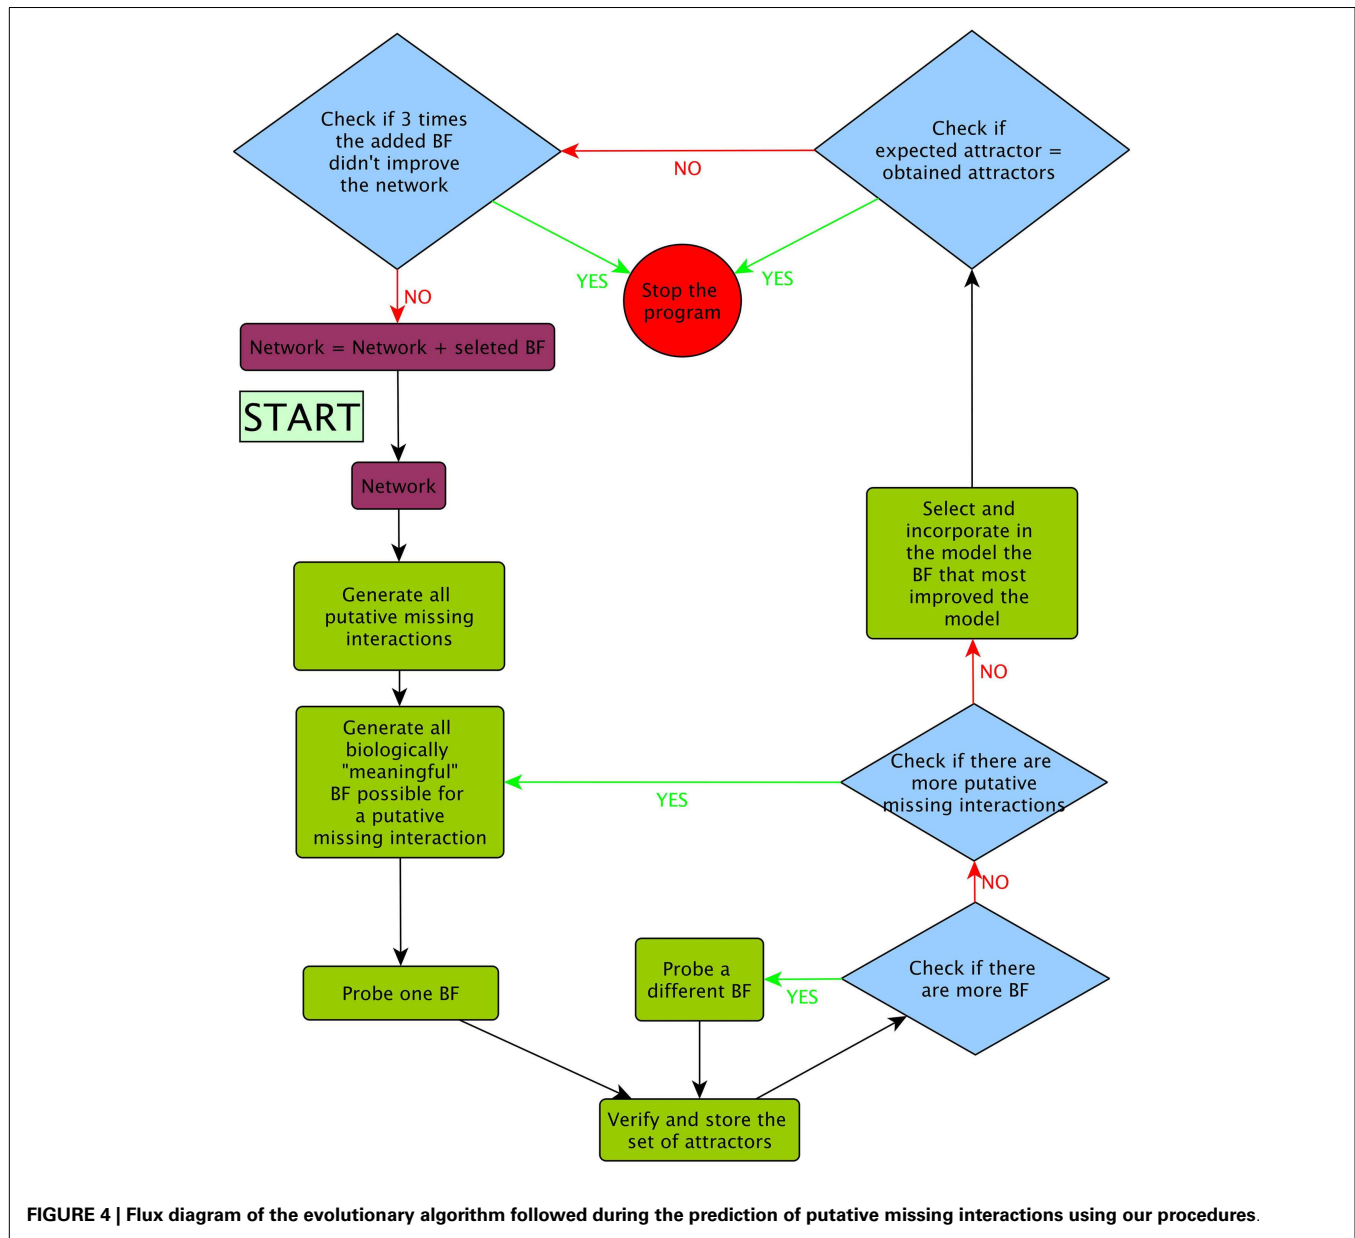 Check if 3 times
the added BF
didn't improve
the network
Check if
expected attractor =
obtained attractors
NO
YES
YES
Stop the
program
NO
Network = Network + seleted BF
START
Network
Generate all
putative missing
interactions
Select and
incorporate in
the model the
BF that most
improved the
model
NO
Generate all
biologically
"meaningful"
BF possible for
a putative
missing interaction
Check if there are
more putative
missing interactions
YES
NO
Probe one BF
Probe a
different BF
YES
Check if there
are more BF
Verify and store the
set of attractors
FIGURE 4 | Flux diagram of the evolutionary algorithm followed during the prediction of putative missing interactions using our procedures.